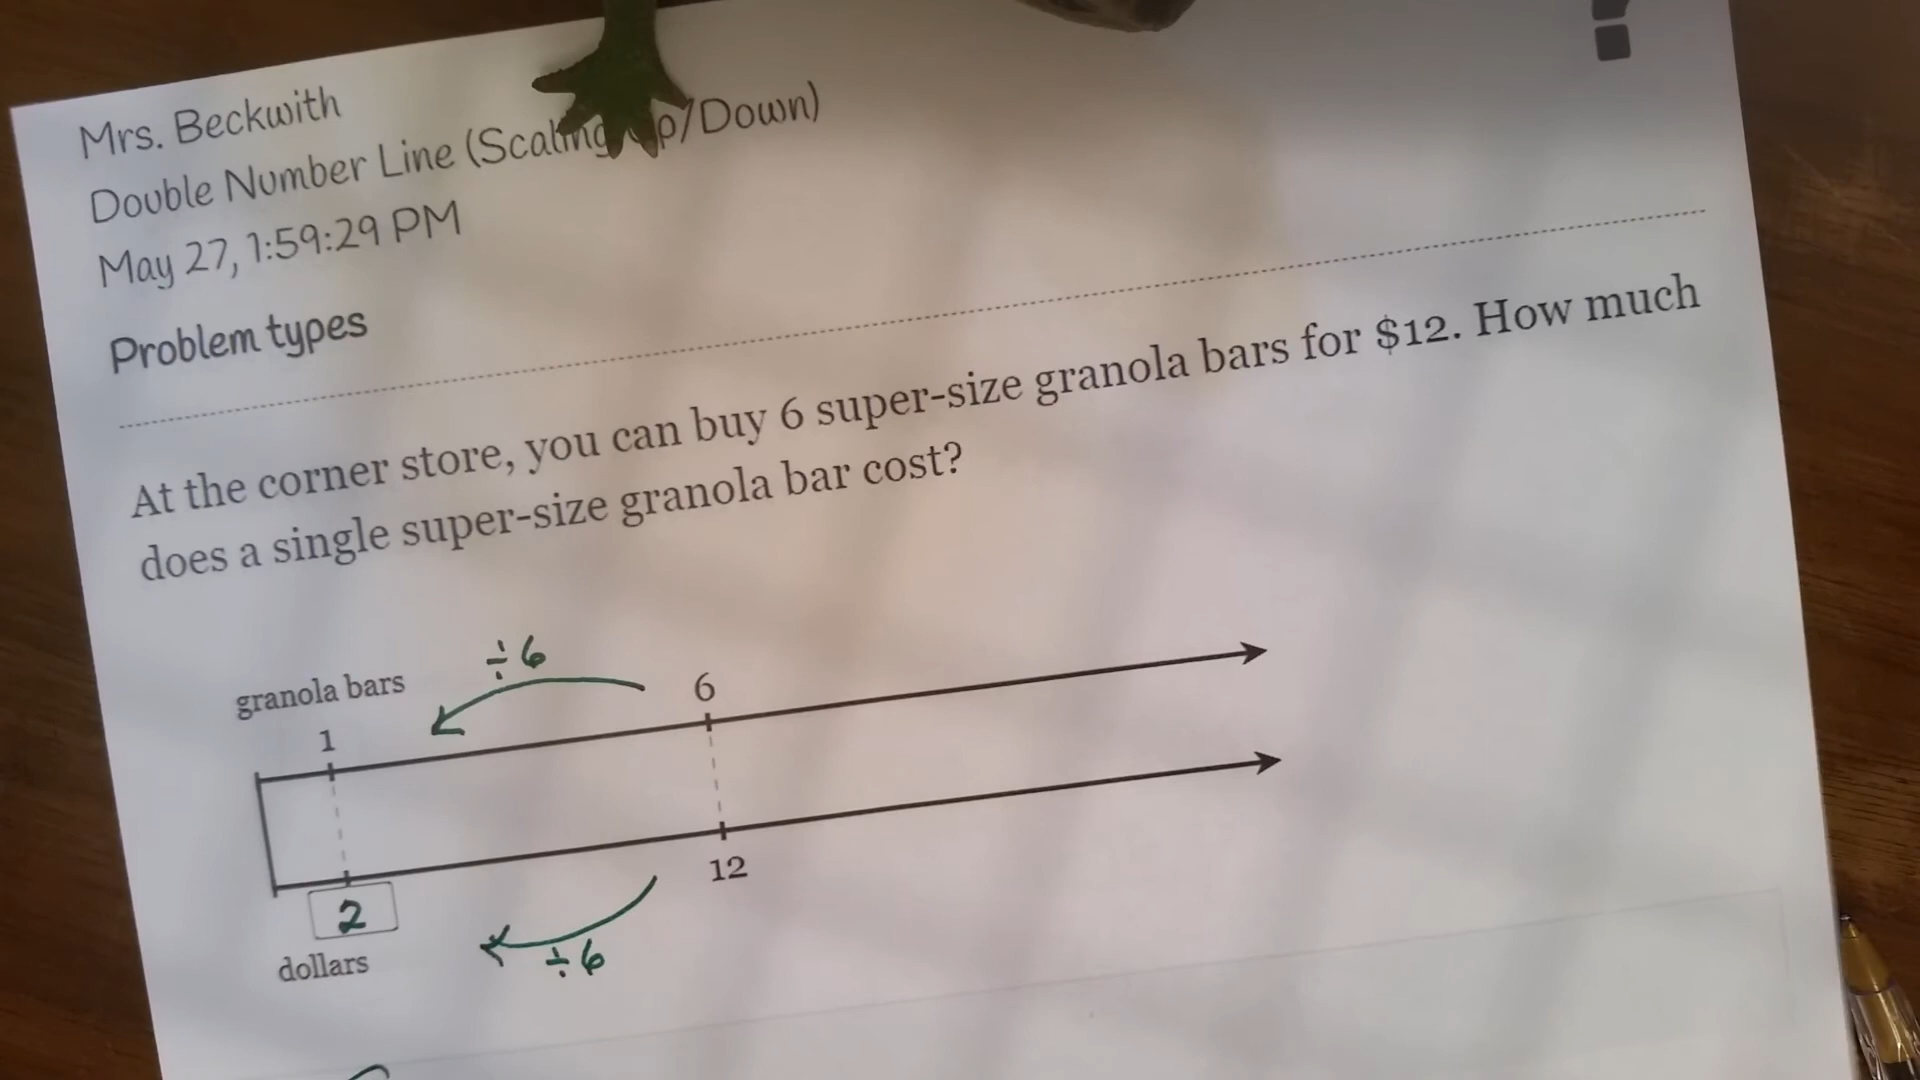 Mrs. Beckwith
Double Number Line (Scaling Up/Down)
May 27, 1:59:29 PM
Problem types
At the corner store, you can buy 6 super-size granola bars for $12. How much
does a single super-size granola bar cost?
÷6
granola bars
1
6
12
2
÷6
dollars